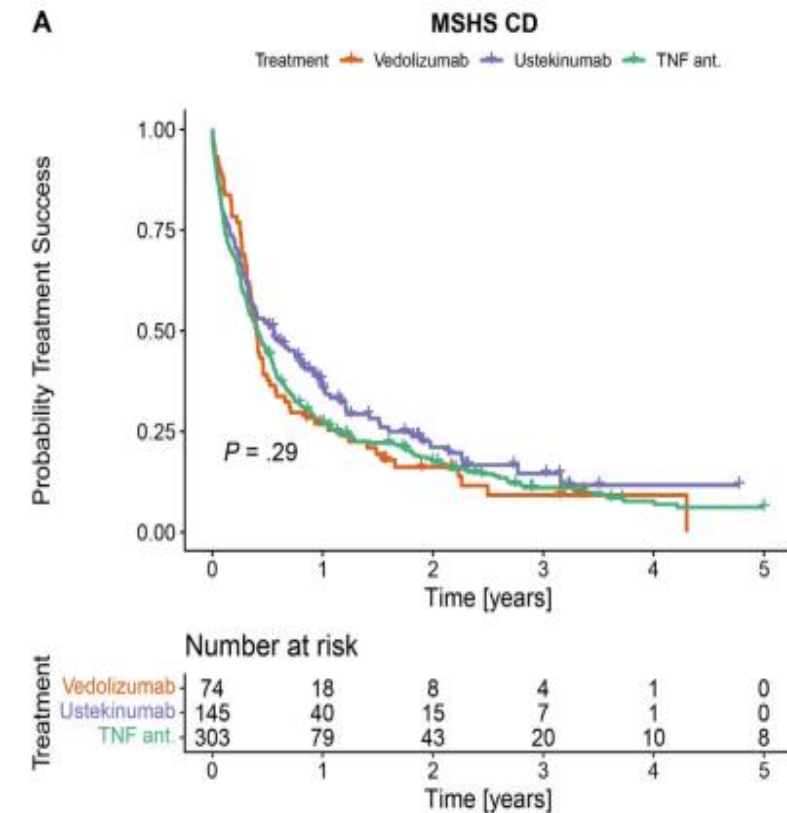 A
MSHS CD
Treatment Vedolizumab Ustekinumab TNF ant.
Probability Treatment Success
1.00
0.75
0.50
0.25
0.00
P = .29
0 1 2 3 4 5
Time [years]
Number at risk
Treatment
Vedolizumab 74 18 8 4 1 0
Ustekinumab 145 40 15 7 1 0
TNF ant. 303 79 43 20 10 8
0 1 2 3 4 5
Time [years]